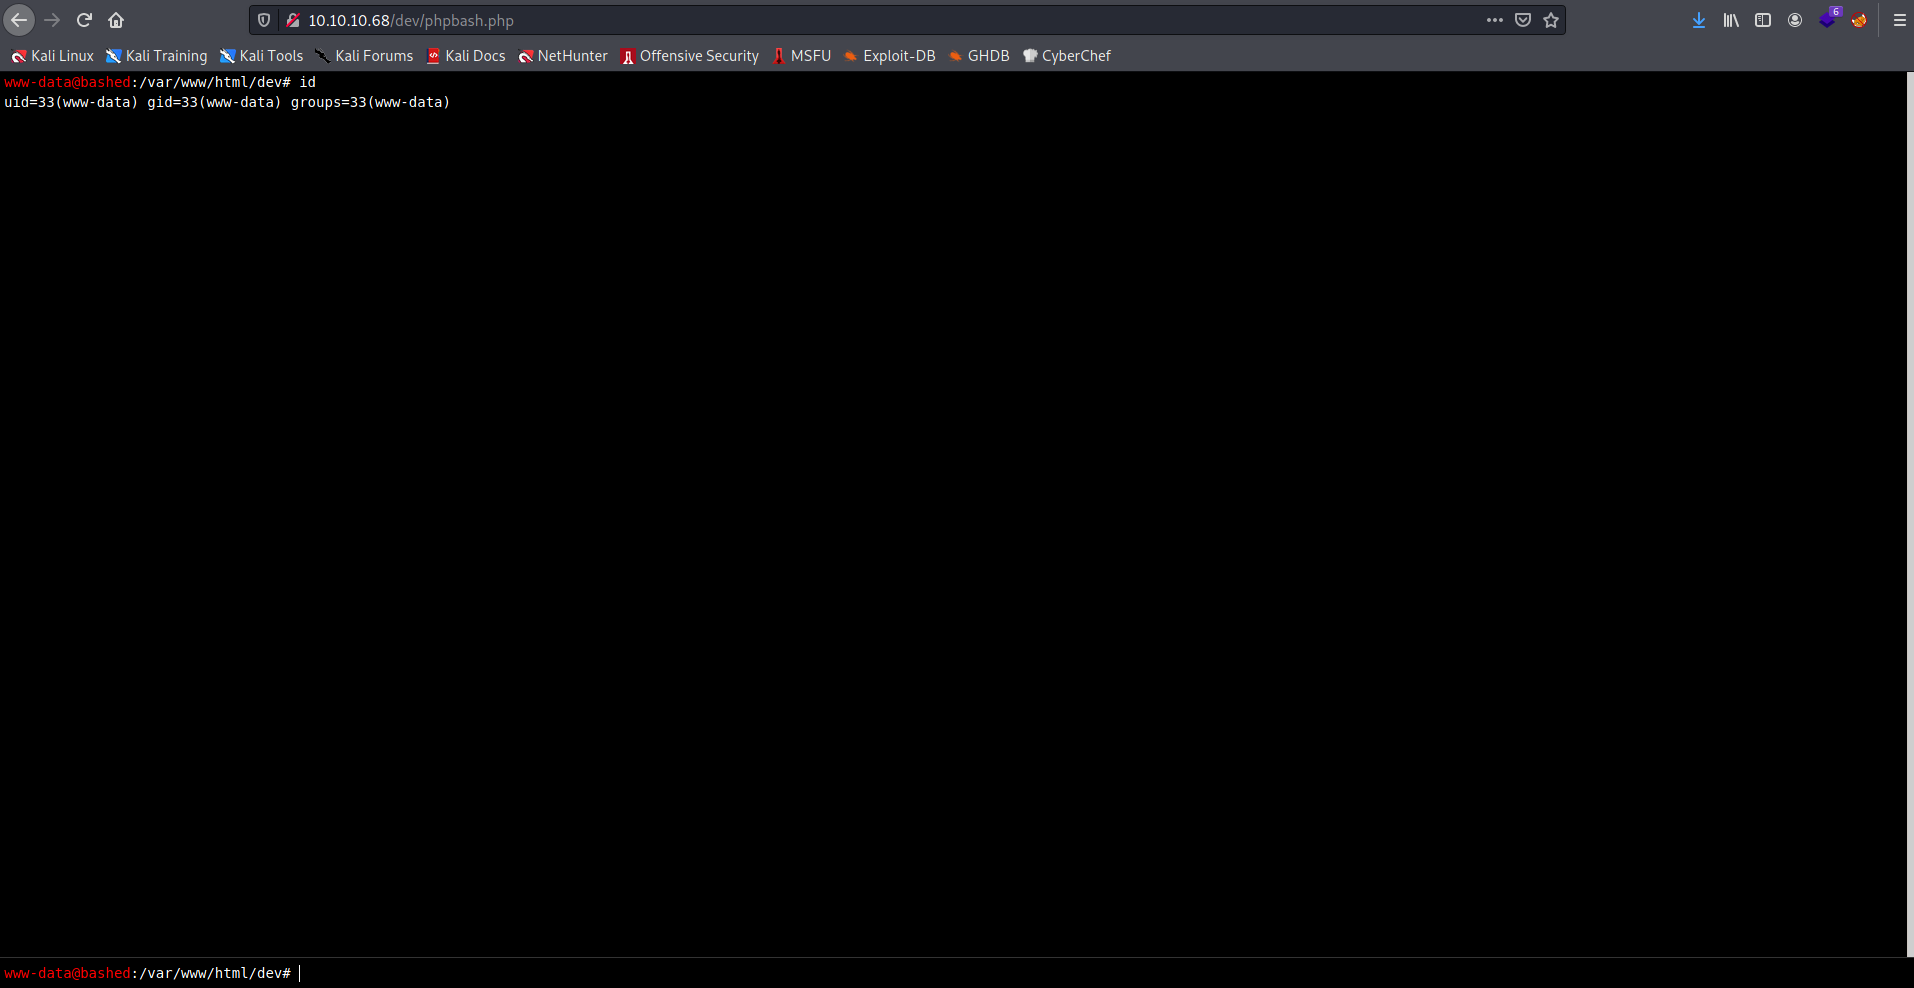 10.10.10.68/dev/phpbash.php
6
Kali Linux Kali Training Kali Tools Kali Forums Kali Docs NetHunter Offensive Security MSFU Exploit-DB GHDB CyberChef
www-data@bashed:/var/www/html/dev# id
uid=33(www-data) gid=33(www-data) groups=33(www-data)
www-data@bashed:/var/www/html/dev#